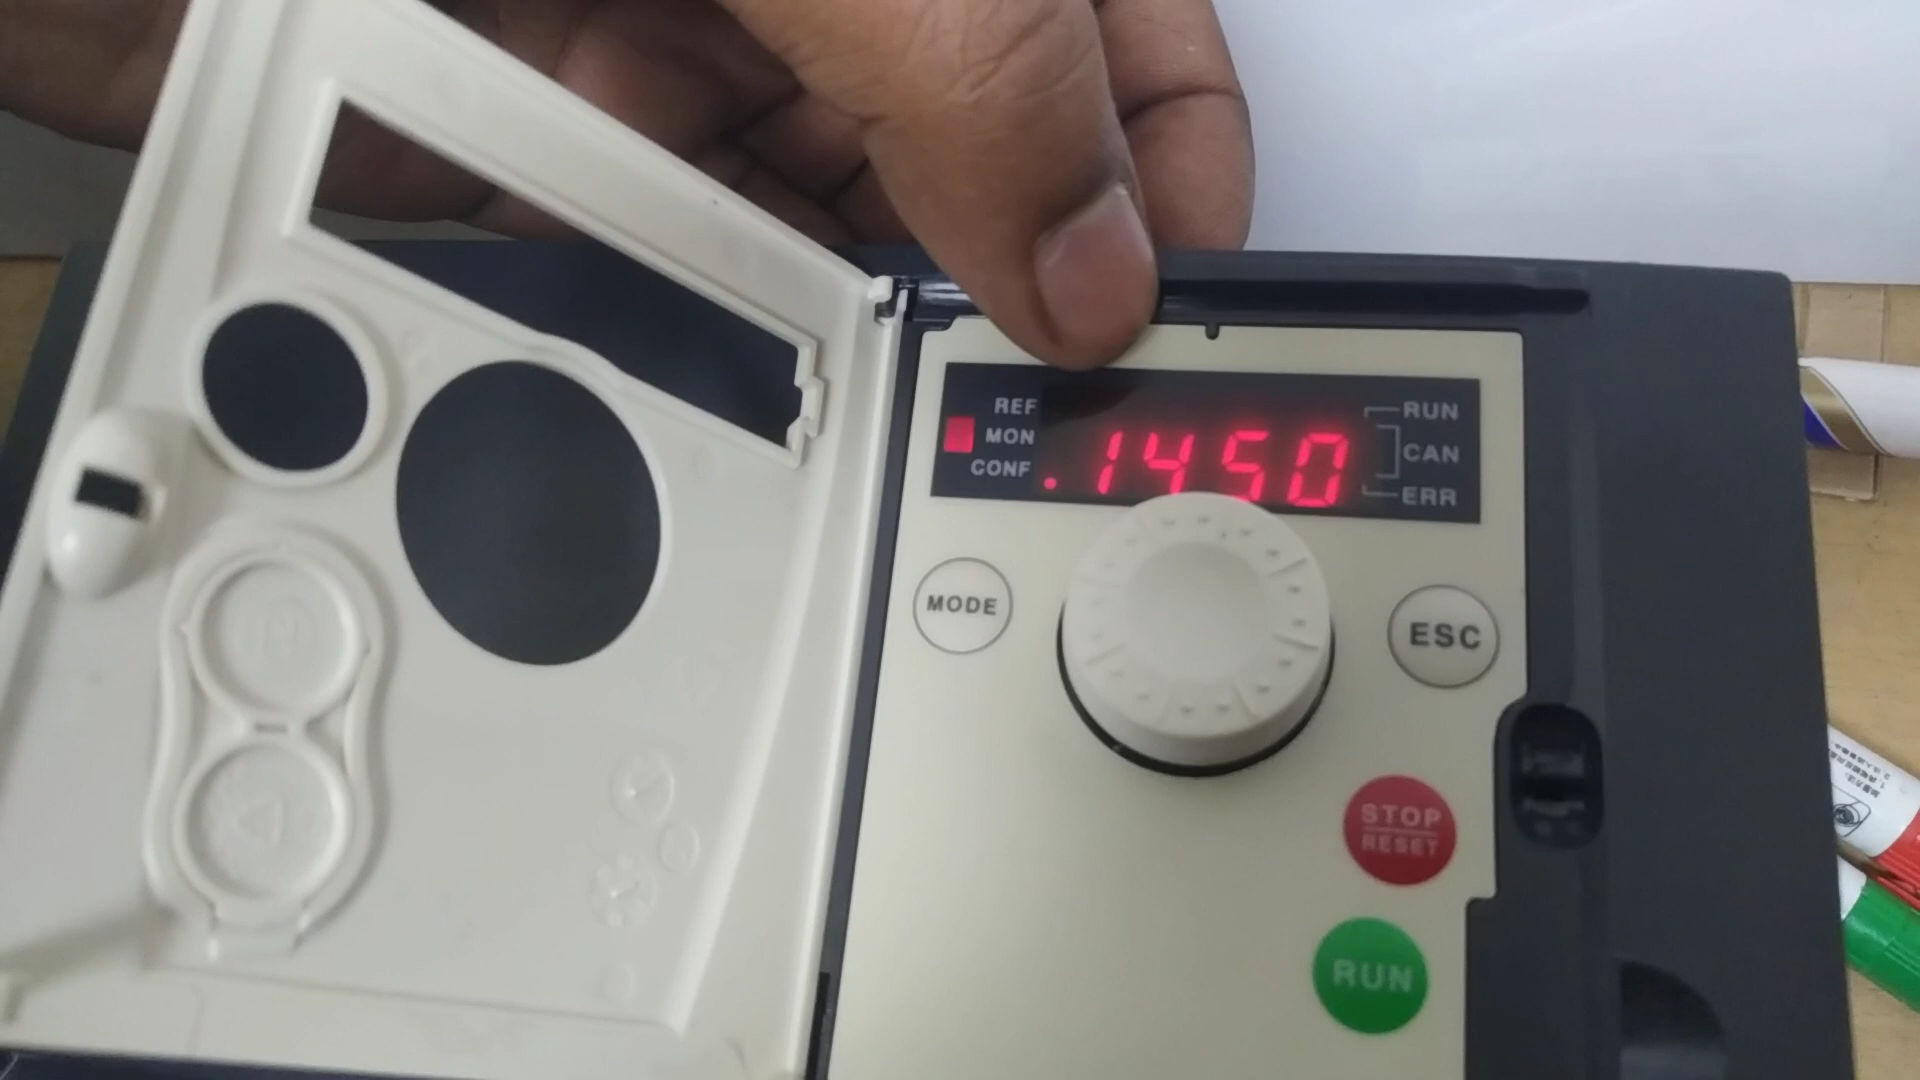 REF
MON
CONF
.1450
RUN
CAN
ERR
MODE
ESC
STOP
RESET
RUN